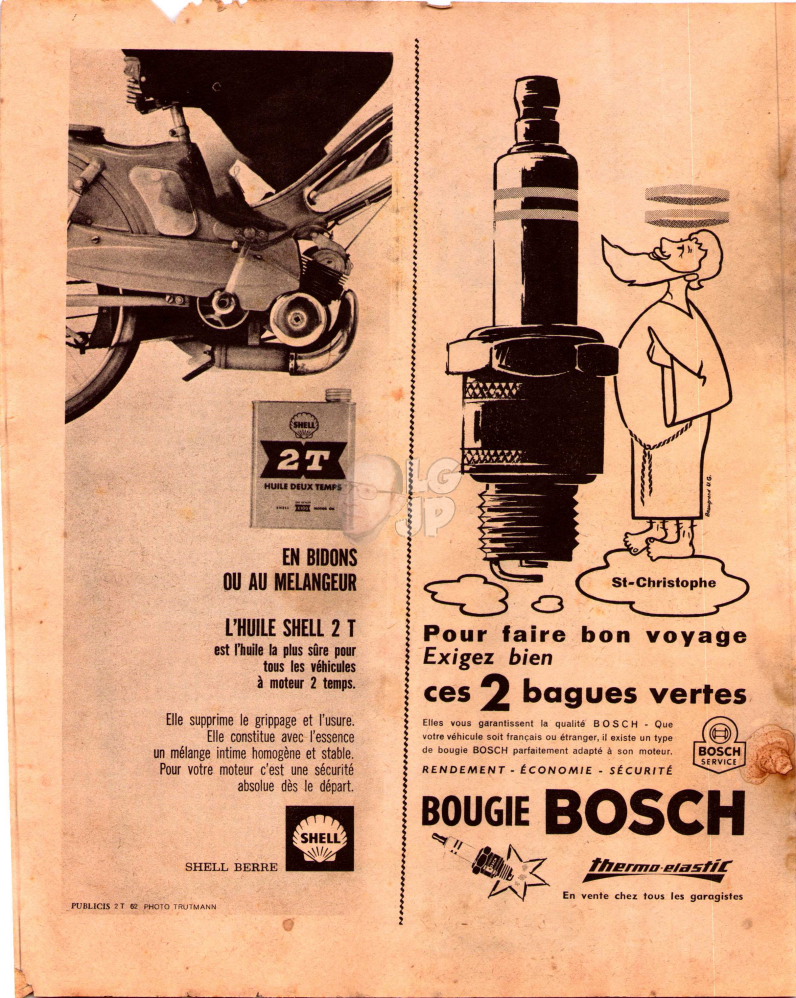 SHELL
2T
HUILE DEUX TEMPS
LG
JP
EN BIDONS
OU AU MELANGEUR
L'HUILE SHELL 2 T
est l'huile la plus sûre pour
tous les véhicules
à moteur 2 temps.
Elle supprime le grippage et l'usure.
Elle constitue avec l'essence
un mélange intime homogène et stable.
Pour votre moteur c'est une sécurité
absolue dès le départ.
SHELL
SHELL BERRE
PUBLICIS 2 T 62 PHOTO TRUTMANN
St-Christophe
Pour faire bon voyage
Exigez bien
ces 2 bagues vertes
Elles vous garantissent la qualité BOSCH - Que
votre véhicule soit français ou étranger, il existe un type
de bougie BOSCH parfaitement adapté à son moteur.
RENDEMENT - ÉCONOMIE - SÉCURITÉ
BOSCH
SERVICE
BOUGIE BOSCH
thermo-elastic
En vente chez tous les garagistes